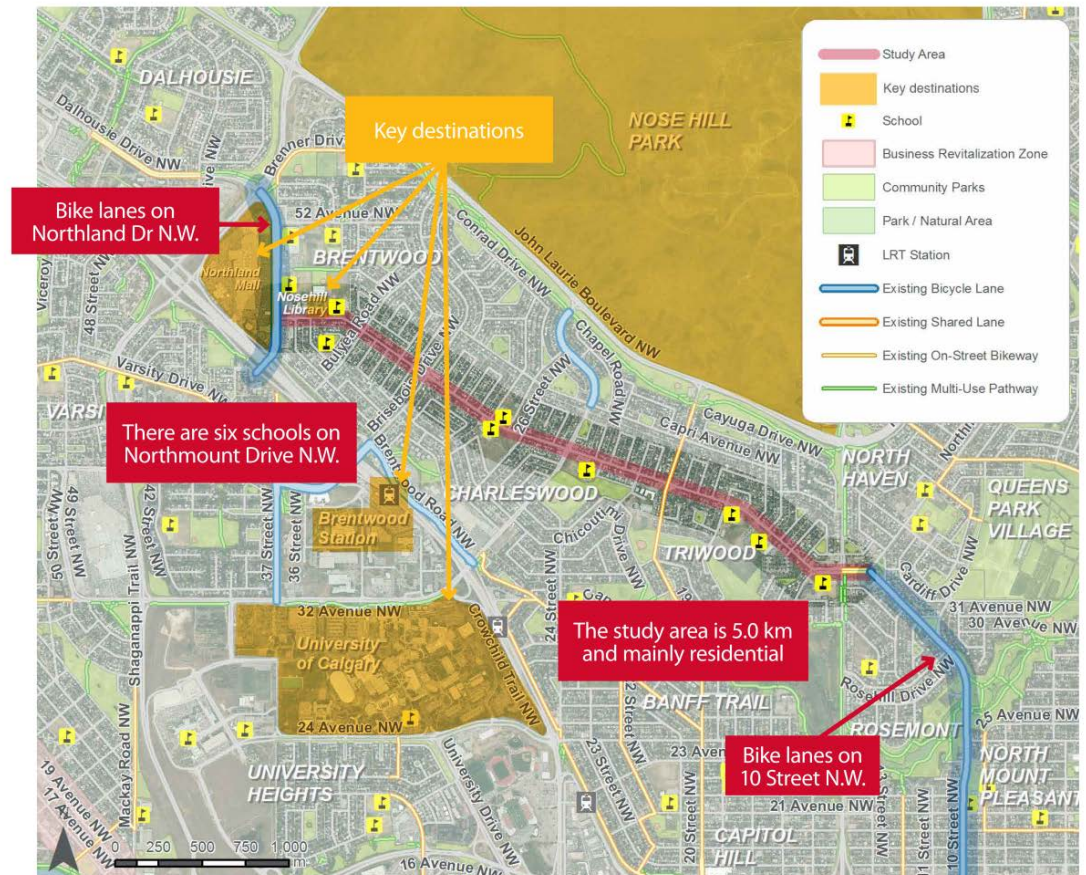 DALHOUSIE
Dalhousie Drive NW
Brenner Drive
Key destinations
NOSE HILL
PARK
Study Area
Key destinations
School
Business Revitalization Zone
Community Parks
Park / Natural Area
LRT Station
Existing Bicycle Lane
Existing Shared Lane
Existing On-Street Bikeway
Existing Multi-Use Pathway
Bike lanes on
Northland Dr N.W.
52 Avenue NW
Conrad Drive NW
John Laurie Boulevard NW
BRENTWOOD
Northland
Mall
Nosehill
Library
48 Street NW
Bulyea Road NW
Brisebois Drive NW
Chapel Road NW
26 Street NW
Varsity Drive NW
Cayuga Drive NW
Capri Avenue NW
There are six schools on
Northmount Drive N.W.
Brentwood Road NW
CHARLESWOOD
NORTH
HAVEN
QUEENS
PARK
VILLAGE
49 Street NW
42 Street NW
37 Street NW
36 Street NW
Brentwood
Station
TRIWOOD
Cardiff Drive NW
Shaganappi Trail NW
32 Avenue NW
24 Street NW
31 Avenue NW
30 Avenue NW
University
of Calgary
Crowchild Trail NW
The study area is 5.0 km
and mainly residential
Rosehill Drive NW
BANFF TRAIL
ROSEMONT
25 Avenue NW
24 Avenue NW
23 Street NW
23 Avenue NW
Bike lanes on
10 Street N.W.
NORTH
MOUNT
PLEASANT
Mackay Road NW
UNIVERSITY
HEIGHTS
University Drive NW
21 Avenue NW
19 Avenue NW
17 Avenue NW
20 Street NW
CAPITOL
HILL
10 Street NW
16 Avenue NW
0 250 500 750 1,000
m